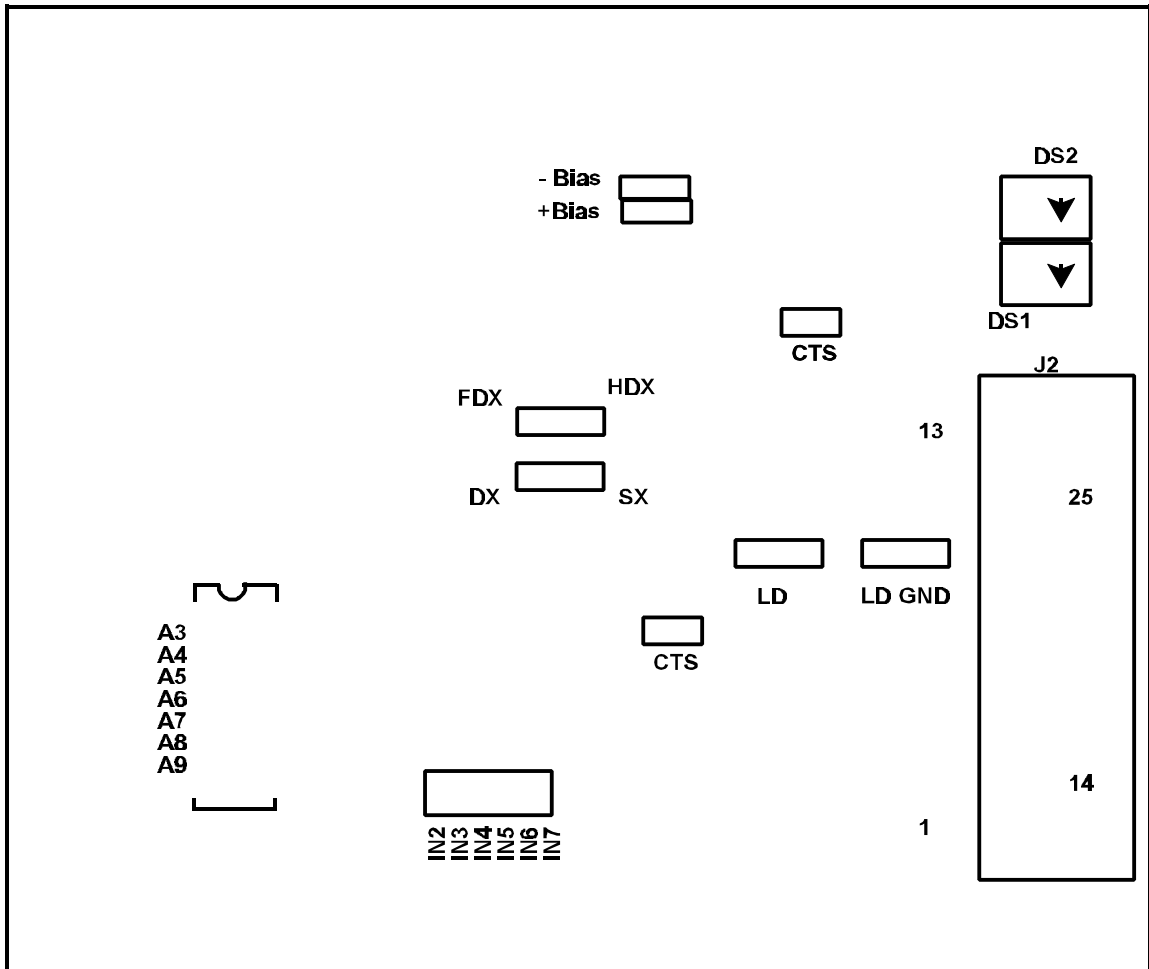 DS2
- Bias
+Bias
DS1
CTS
J2
FDX
HDX
13
DX
SX
25
LD
LD GND
A3
A4
A5
A6
A7
A8
A9
CTS
14
1
IN2
IN3
IN4
IN5
IN6
IN7